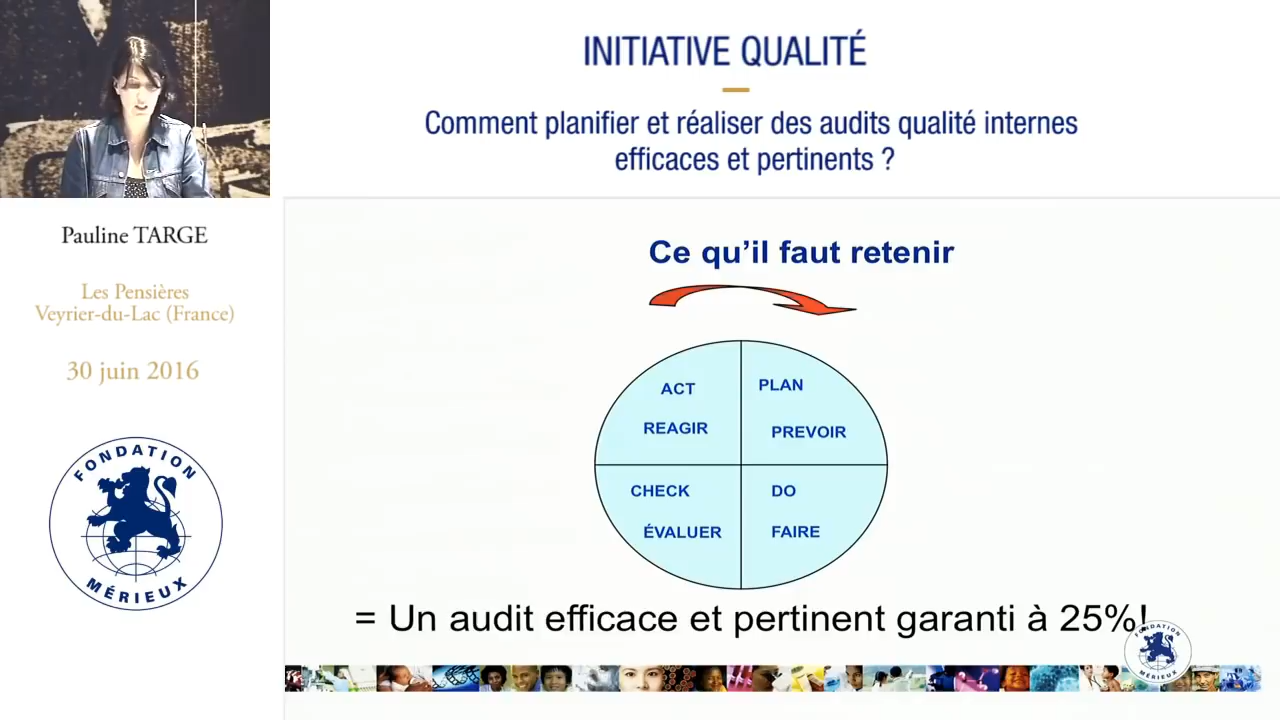 INITIATIVE QUALITÉ
Comment planifier et réaliser des audits qualité internes
efficaces et pertinents ?
Pauline TARGE
Les Pensières
Veyrier-du-Lac (France)
30 juin 2016
FONDATION
MÉRIEUX
Ce qu’il faut retenir
ACT
REAGIR
PLAN
PREVOIR
CHECK
ÉVALUER
DO
FAIRE
= Un audit efficace et pertinent garanti à 25%!
FONDATION
MÉRIEUX